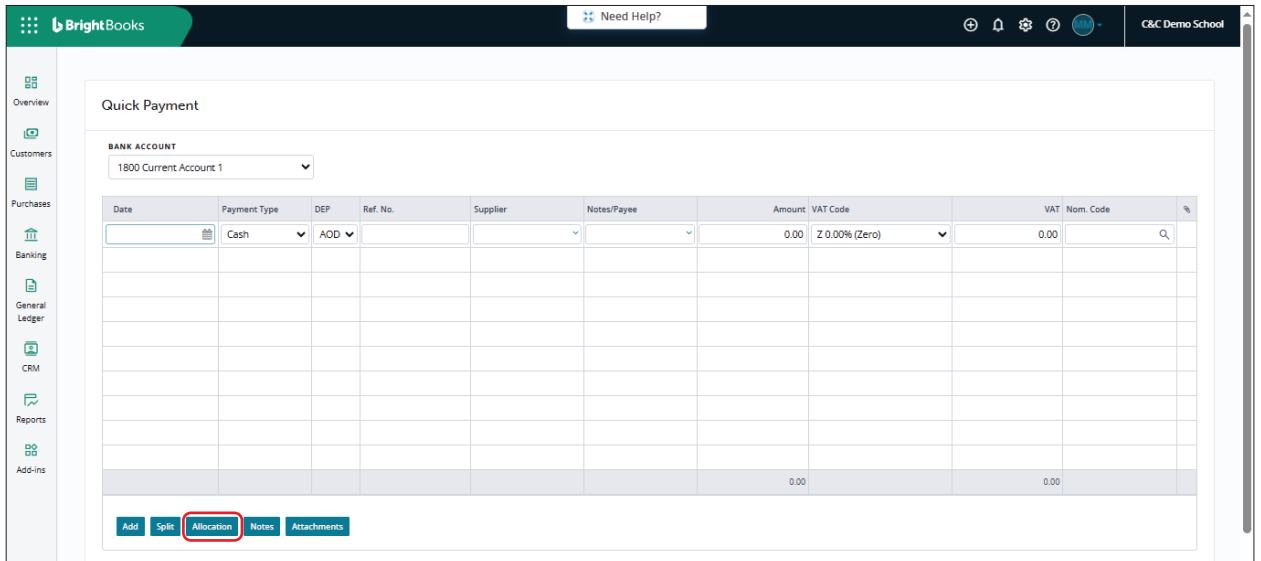 BrightBooks
Need Help?
MM
C&C Demo School
Overview
Customers
Purchases
Banking
General
Ledger
CRM
Reports
Add-ins
Quick Payment
BANK ACCOUNT
1800 Current Account 1
Date Payment Type DEP Ref. No. Supplier Notes/Payee Amount VAT Code VAT Nom. Code
Cash AOD 0.00 Z 0.00% (Zero) 0.00
0.00 0.00
Add Split Allocation Notes Attachments